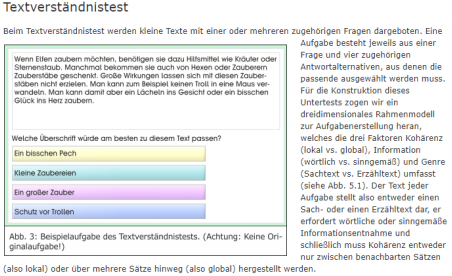 Textverständnistest
Beim Textverständnistest werden kleine Texte mit einer oder mehreren zugehörigen Fragen dargeboten. Eine
Wenn Elfen zaubern möchten, benötigen sie dazu Hilfsmittel wie Kräuter oder
Sternenstaub. Manchmal bekommen sie auch von Hexen oder Zauberern
Zauberstäbe geschenkt. Große Wirkungen lassen sich mit diesen Zauber-
stäben nicht erzielen. Man kann zum Beispiel keinen Troll in eine Maus ver-
wandeln. Man kann damit aber ein Lächeln ins Gesicht oder ein bisschen
Glück ins Herz zaubern.
Welche Überschrift würde am besten zu diesem Text passen?
Ein bisschen Pech
Kleine Zaubereien
Ein großer Zauber
Schutz vor Trollen
Abb. 3: Beispielaufgabe des Textverständnistests. (Achtung: Keine Ori-
ginalaufgabe!)
Aufgabe besteht jeweils aus einer
Frage und vier zugehörigen
Antwortalternativen, aus denen die
passende ausgewählt werden muss.
Für die Konstruktion dieses
Untertests zogen wir ein
dreidimensionales Rahmenmodell
zur Aufgabenerstellung heran,
welches die drei Faktoren Kohärenz
(lokal vs. global), Information
(wörtlich vs. sinngemäß) und Genre
(Sachtext vs. Erzähltext) umfasst
(siehe Abb. 5.1). Der Text jeder
Aufgabe stellt also entweder einen
Sach- oder einen Erzähltext dar, er
erfordert wörtliche oder sinngemäße
Informationsentnahme und
schließlich muss Kohärenz entweder
nur zwischen benachbarten Sätzen
(also lokal) oder über mehrere Sätze hinweg (also global) hergestellt werden.